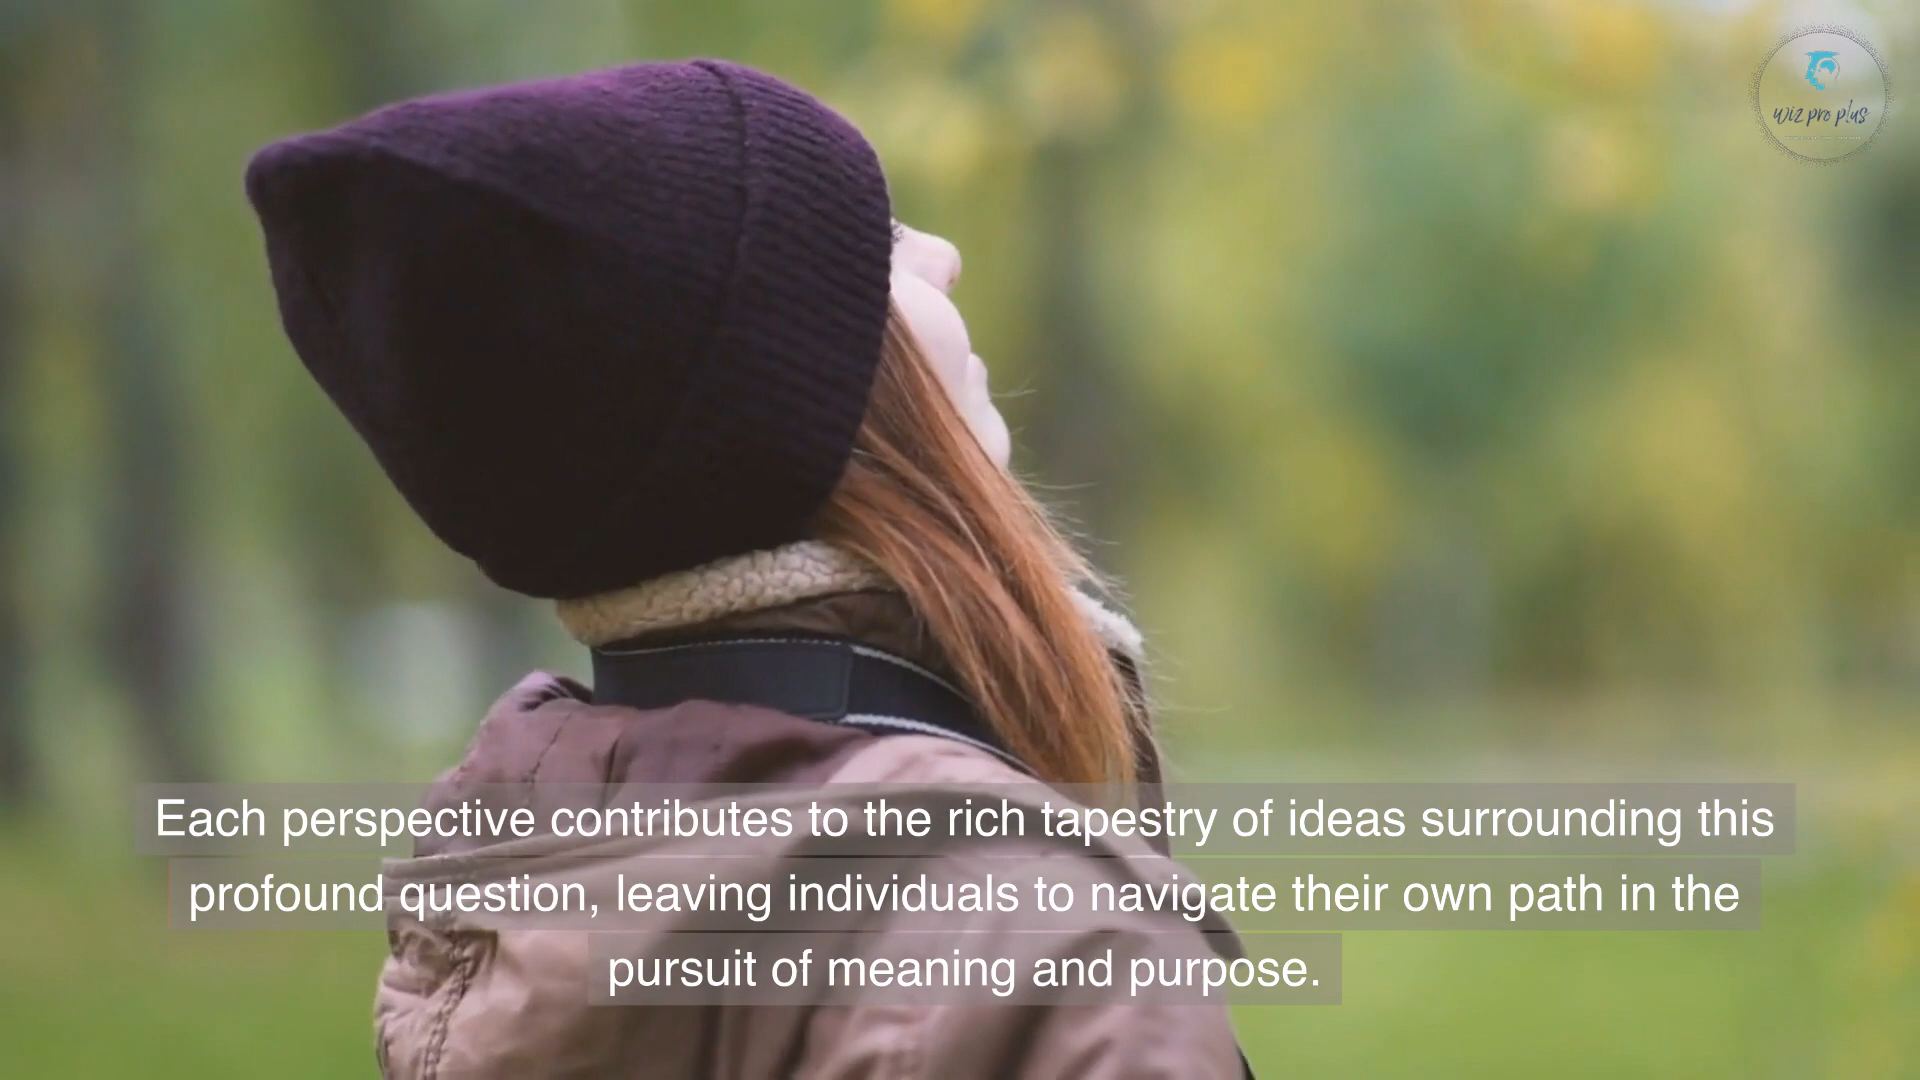 wiz pro plus
Each perspective contributes to the rich tapestry of ideas surrounding this
profound question, leaving individuals to navigate their own path in the
pursuit of meaning and purpose.